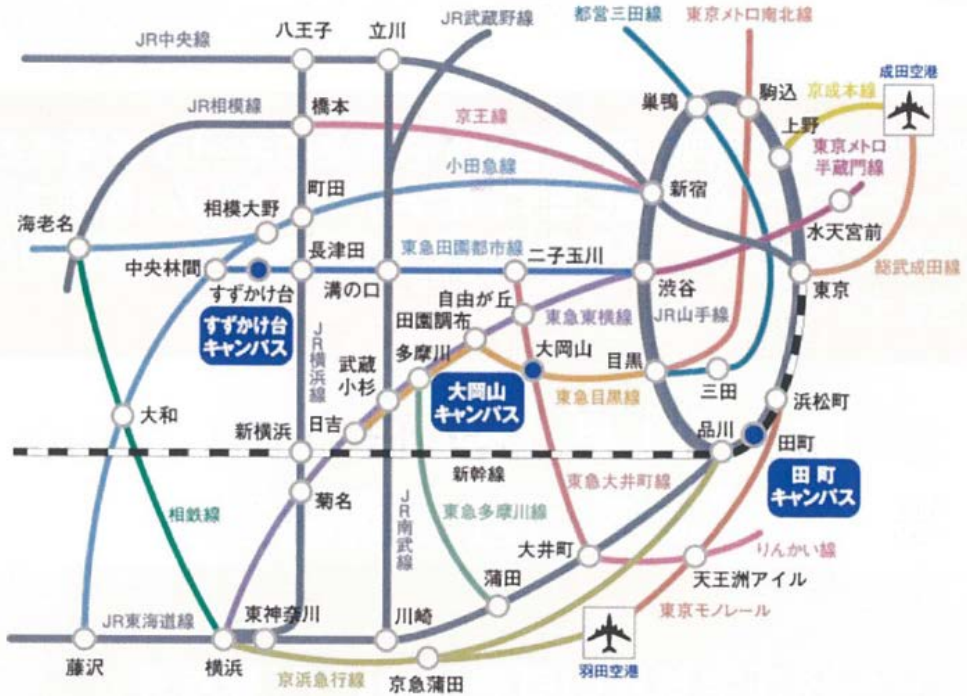 JR中央線
八王子
立川
JR武蔵野線
都営三田線
東京メトロ南北線
成田空港
京成本線
巣鴨
駒込
上野
JR相模線
橋本
京王線
東京メトロ
半蔵門線
小田急線
町田
相模大野
新宿
海老名
水天宮前
長津田
東急田園都市線
二子玉川
中央林間
すずかけ台
溝の口
渋谷
東京
総武成田線
すずかけ台
キャンパス
自由が丘
田園調布
東急東横線
JR山手線
JR横浜線
武蔵
小杉
多摩川
大岡山
目黒
三田
大岡山
キャンパス
東急目黒線
浜松町
大和
日吉
新横浜
品川
田町
新幹線
田町
キャンパス
菊名
JR南武線
東急多摩川線
東急大井町線
相鉄線
大井町
りんかい線
天王洲アイル
蒲田
東京モノレール
JR東海道線
東神奈川
川崎
藤沢
横浜
京浜急行線
京急蒲田
羽田空港